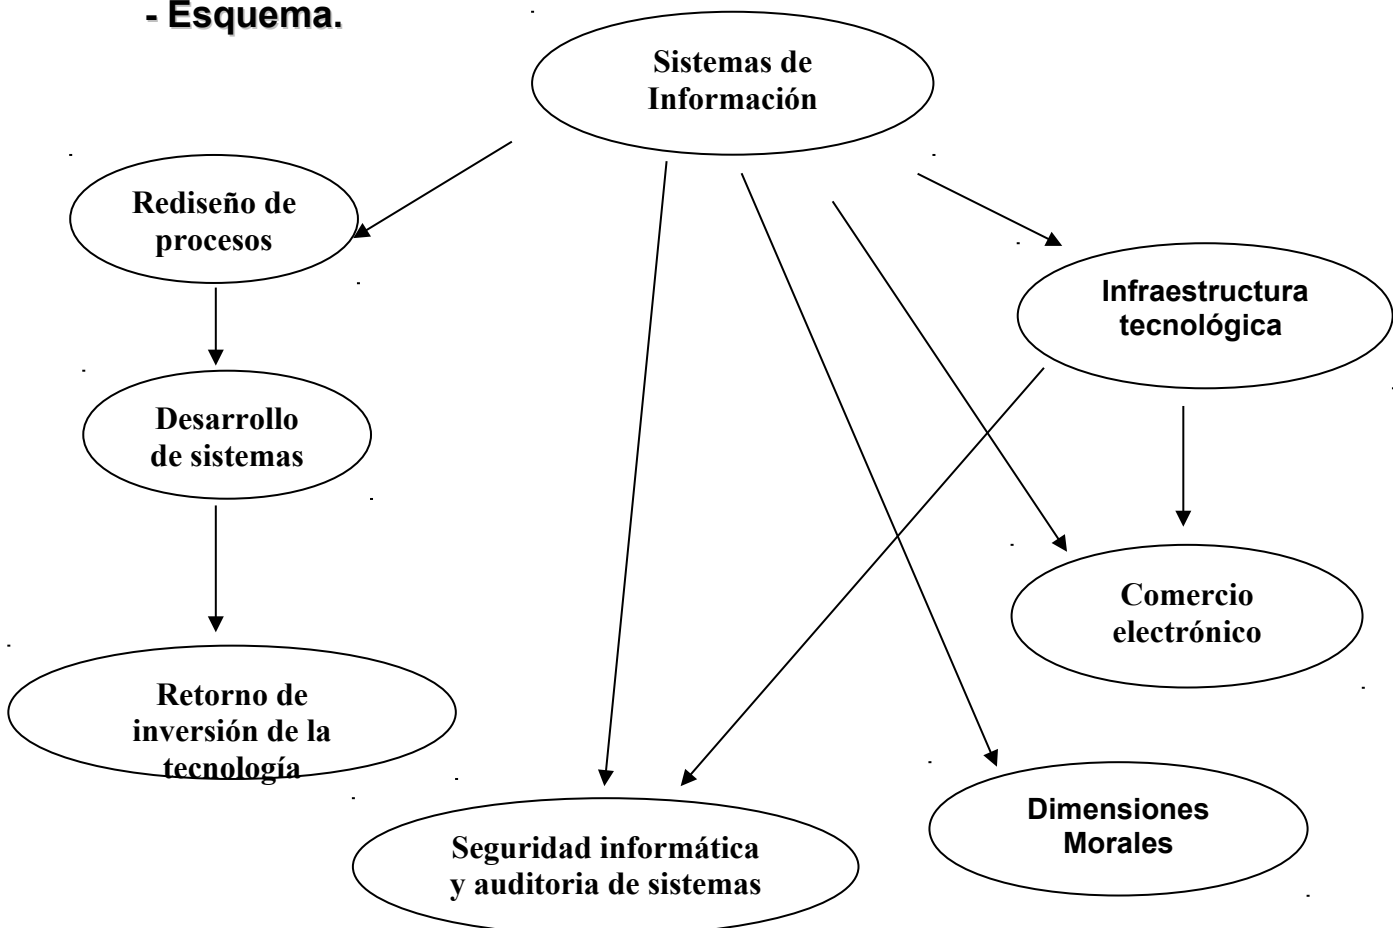 - Esquema.
Sistemas de
Información
Rediseño de
procesos
Infraestructura
tecnológica
Desarrollo
de sistemas
Comercio
electrónico
Retorno de
inversión de la
tecnología
Dimensiones
Morales
Seguridad informática
y auditoria de sistemas